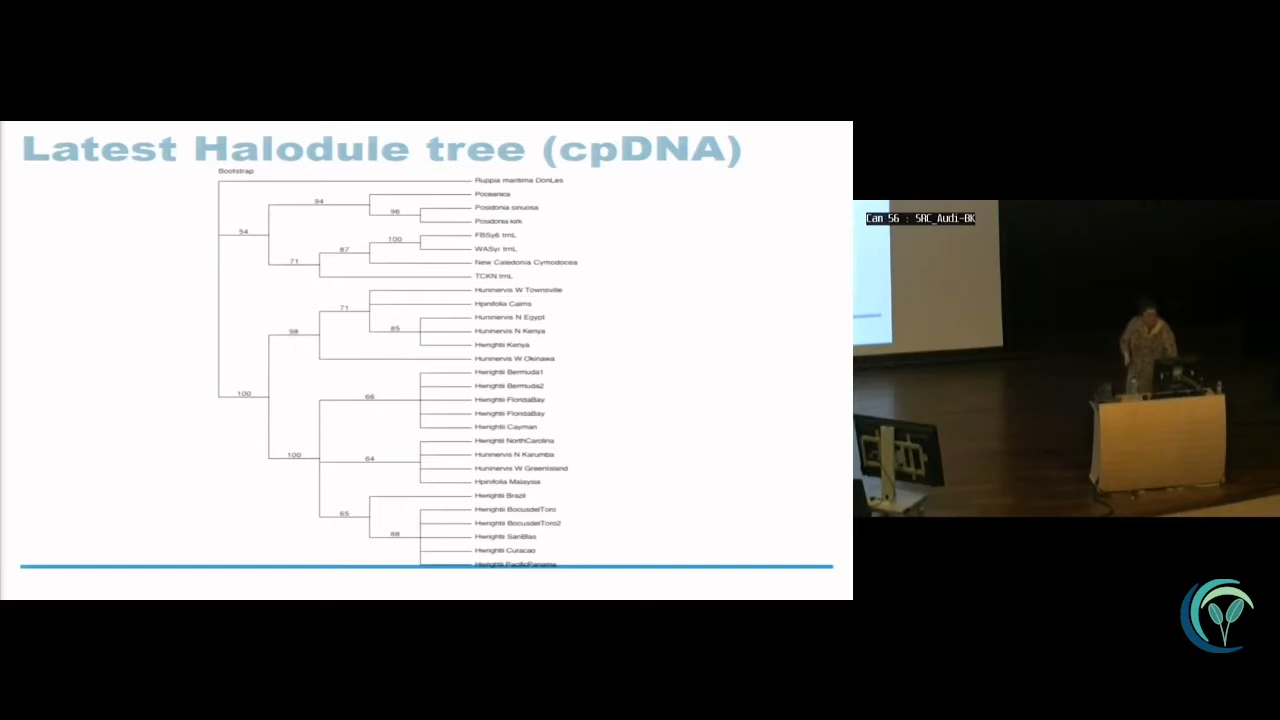 Latest Halodule tree (cpDNA)
Bootstrap
Ruppia maritima DonLes
94
Poceanica
96
Posidonia sinuosa
Posidonia kirk
54
FBSy6 trnL
100
87
WASyi trnL
71
New Caledonia Cymodocea
TCKN trnL
Huninervis W Townsville
Hpinifolia Cairns
71
Huninervis N Egypt
98
85
Huninervis N Kenya
Hwrightii Kenya
Huninervis W Okinawa
Hwrightii Bermuda1
Hwrightii Bermuda2
100
66
Hwrightii FloridaBay
Hwrightii FloridaBay
Hwrightii Cayman
Hwrightii NorthCarolina
100
64
Huninervis N Karumba
Huninervis W GreenIsland
Hpinifolia Malaysia
Hwrightii Brazil
65
Hwrightii BocusdelToro
Hwrightii BocusdelToro2
88
Hwrightii SanBlas
Hwrightii Curacao
Hwrightii PacificPanama
Cam 56 : SRC_Audi-BK